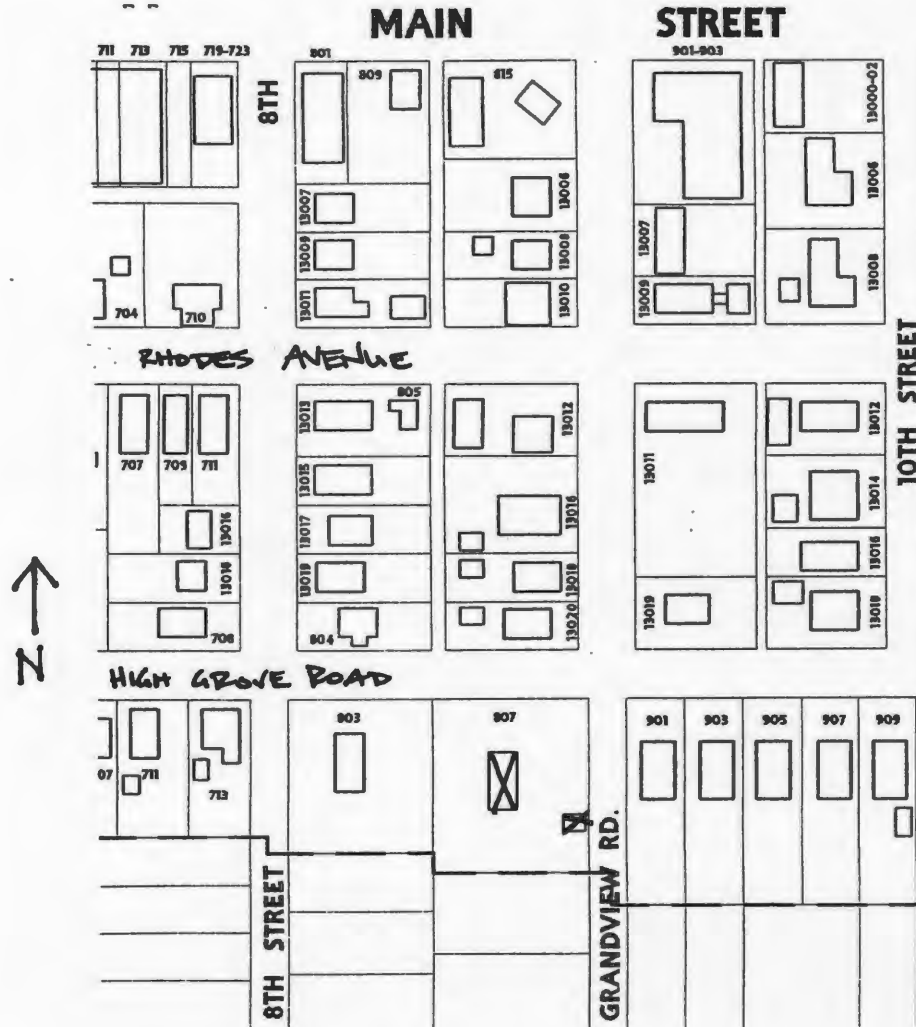 MAIN STREET
711 713 715 719-723 801 901-903
8TH
809 815 13000-02
13007 13006 13006
13009 13008 13007 13008
13011 13010 13009
704 710
RHODES AVENUE
10TH STREET
13013 805 13012 13011 13012
707 709 711
13015 13014
13016 13017 13016 13016
13018 13019 13018 13019 13018
708 804 13020
N
HIGH GROVE ROAD
803 807 901 903 905 907 909
07 711 713
8TH STREET
GRANDVIEW RD.